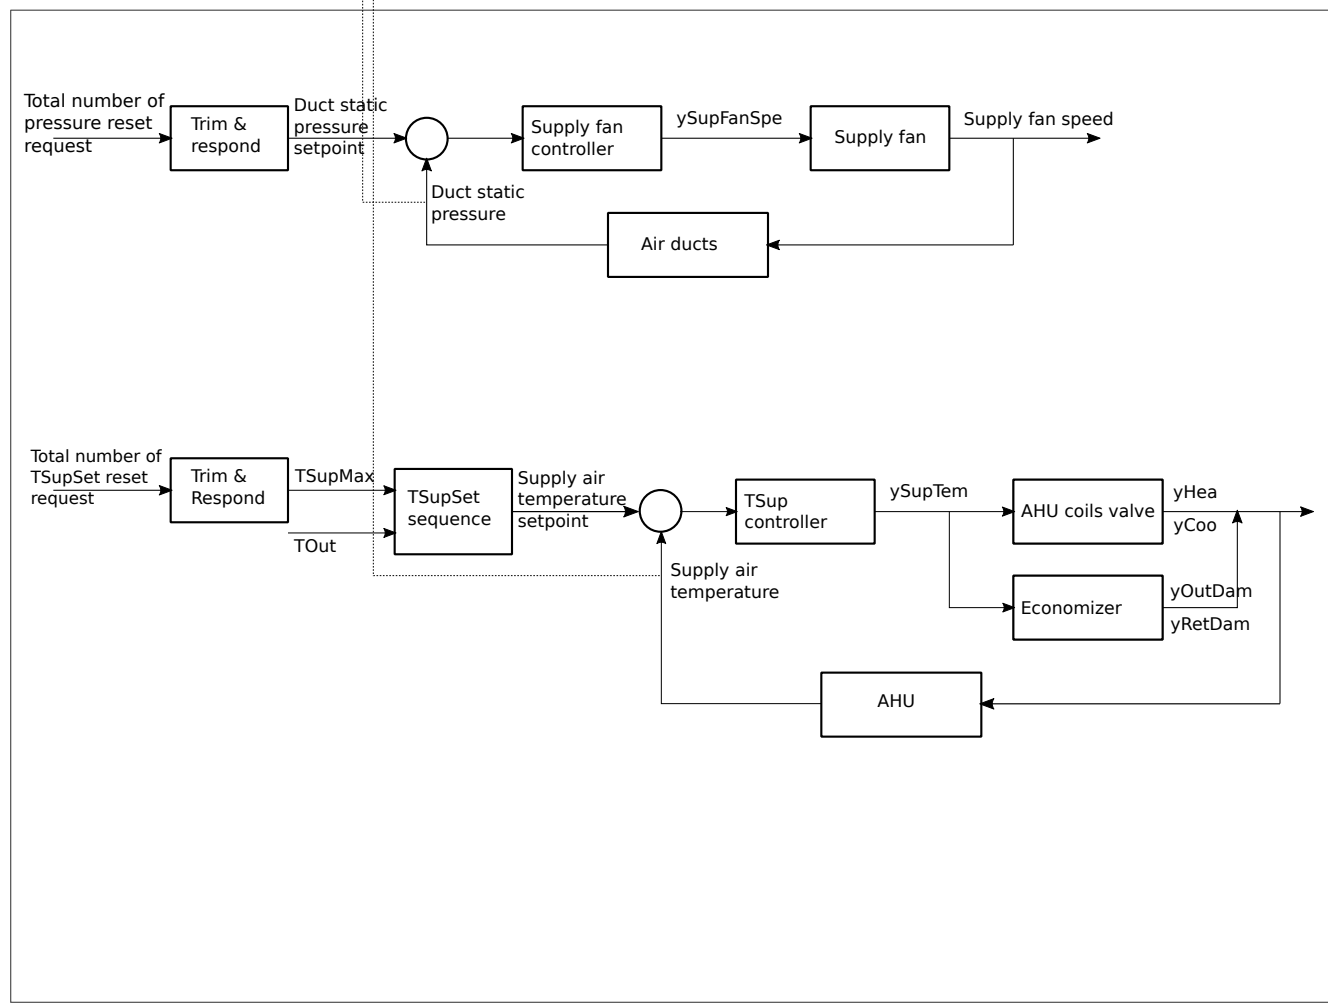 Total number of
pressure reset
request
Trim &
respond
Duct static
pressure
setpoint
Supply fan
controller
ySupFanSpe
Supply fan
Supply fan speed
Duct static
pressure
Air ducts
Total number of
TSupSet reset
request
Trim &
Respond
TSupMax
TOut
TSupSet
sequence
Supply air
temperature
setpoint
TSup
controller
ySupTem
AHU coils valve
yHea
yCoo
Supply air
temperature
Economizer
yOutDam
yRetDam
AHU